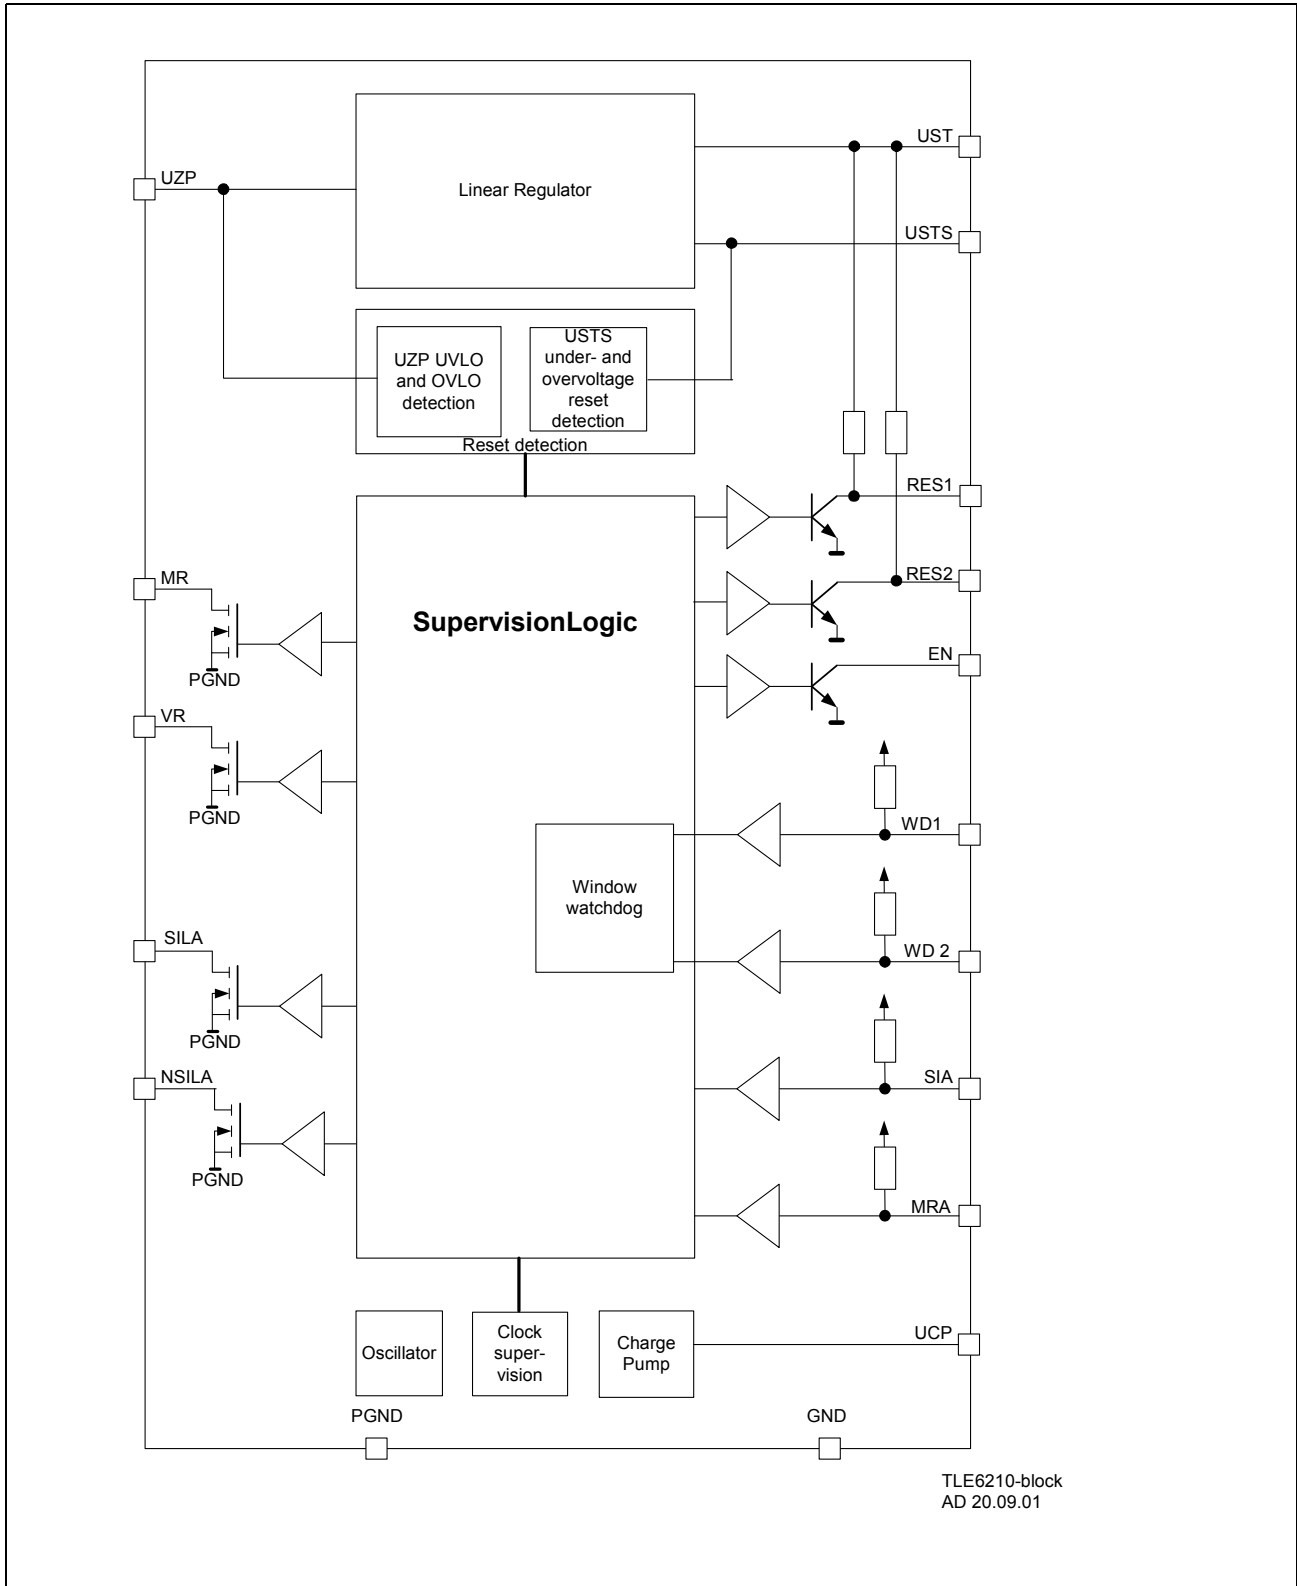 UST
UZP
Linear Regulator
USTS
UZP UVLO
and OVLO
detection
USTS
under- and
overvoltage
reset
detection
Reset detection
RES1
MR
RES2
SupervisionLogic
EN
PGND
VR
PGND
WD1
Window
watchdog
SILA
WD 2
PGND
NSILA
SIA
PGND
MRA
Oscillator
Clock
super-
vision
Charge
Pump
UCP
PGND
GND
TLE6210-block
AD 20.09.01